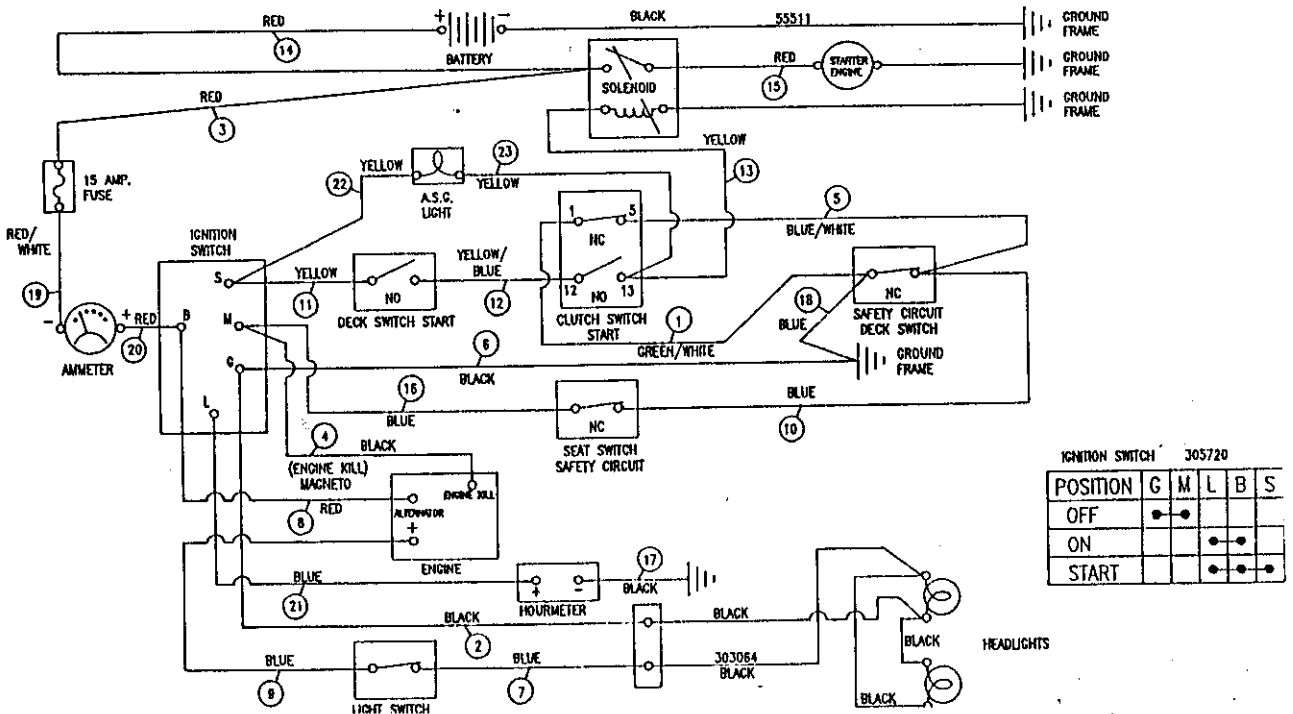 RED
14
+ −
BATTERY
BLACK
55511
GROUND
FRAME
RED
15
STARTER
ENGINE
GROUND
FRAME
SOLENOID
GROUND
FRAME
RED
3
15 AMP.
FUSE
YELLOW
22
A.S.G.
LIGHT
23
YELLOW
YELLOW
13
1 5
NC
5
BLUE/WHITE
RED/
WHITE
19
IGNITION
SWITCH
S
YELLOW
11
NO
DECK SWITCH START
YELLOW/
BLUE
12
12 NO 13
CLUTCH SWITCH
START
NC
SAFETY CIRCUIT
DECK SWITCH
18
BLUE
1
GREEN/WHITE
−
+
RED
20
AMMETER
B
M
G
L
6
BLACK
GROUND
FRAME
16
BLUE
NC
SEAT SWITCH
SAFETY CIRCUIT
BLUE
10
4
BLACK
(ENGINE KILL)
MAGNETO
ENGINE KILL
ALTERNATOR
+
ENGINE
RED
8
BLUE
21
+ −
HOURMETER
17
BLACK
BLACK
2
BLACK
BLUE
9
LIGHT SWITCH
BLUE
7
303064
BLACK
BLACK
BLACK
HEADLIGHTS
IGNITION SWITCH 305720
POSITION G M L B S
OFF
ON
START